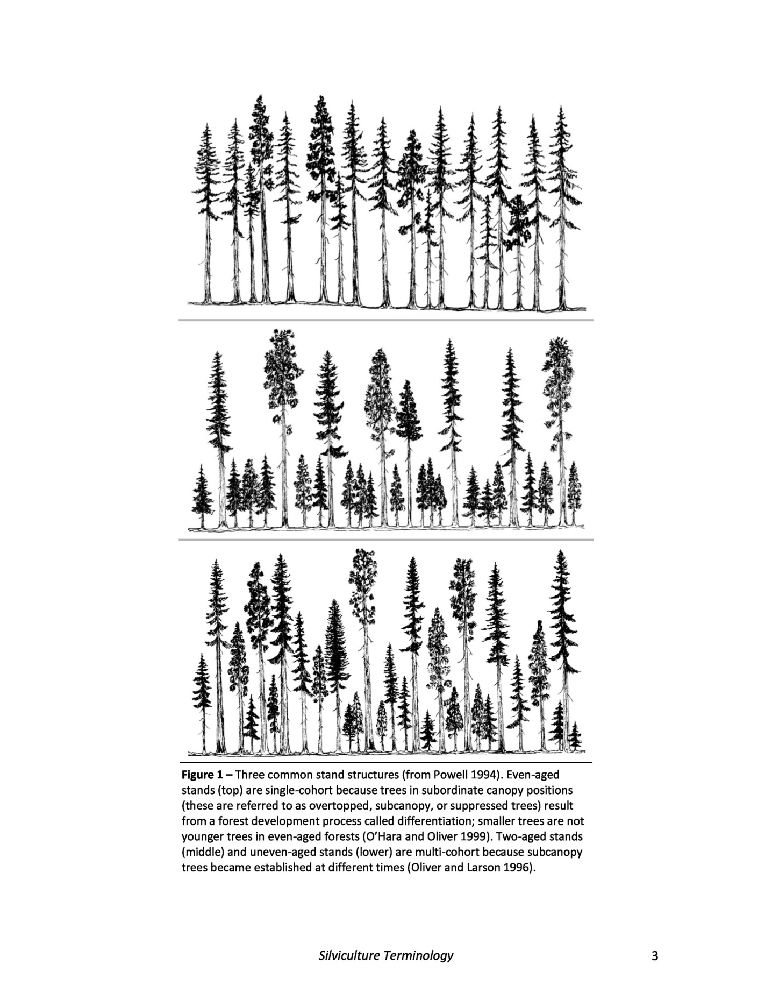 Figure 1 – Three common stand structures (from Powell 1994). Even-aged
stands (top) are single-cohort because trees in subordinate canopy positions
(these are referred to as overtopped, subcanopy, or suppressed trees) result
from a forest development process called differentiation; smaller trees are not
younger trees in even-aged forests (O’Hara and Oliver 1999). Two-aged stands
(middle) and uneven-aged stands (lower) are multi-cohort because subcanopy
trees became established at different times (Oliver and Larson 1996).
Silviculture Terminology 3